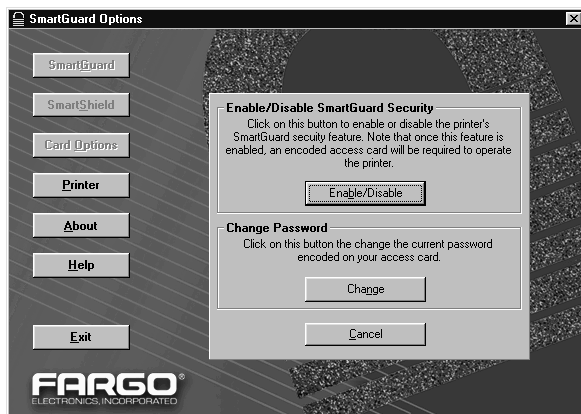 SmartGuard Options
SmartGuard
SmartShield
Card Options
Printer
About
Help
Exit
FARGO®
ELECTRONICS, INCORPORATED
Enable/Disable SmartGuard Security
Click on this button to enable or disable the printer's
SmartGuard secuity feature. Note that once this feature is
enabled, an encoded access card will be required to operate
the printer.
Enable/Disable
Change Password
Click on this button the change the current password
encoded on your access card.
Change
Cancel